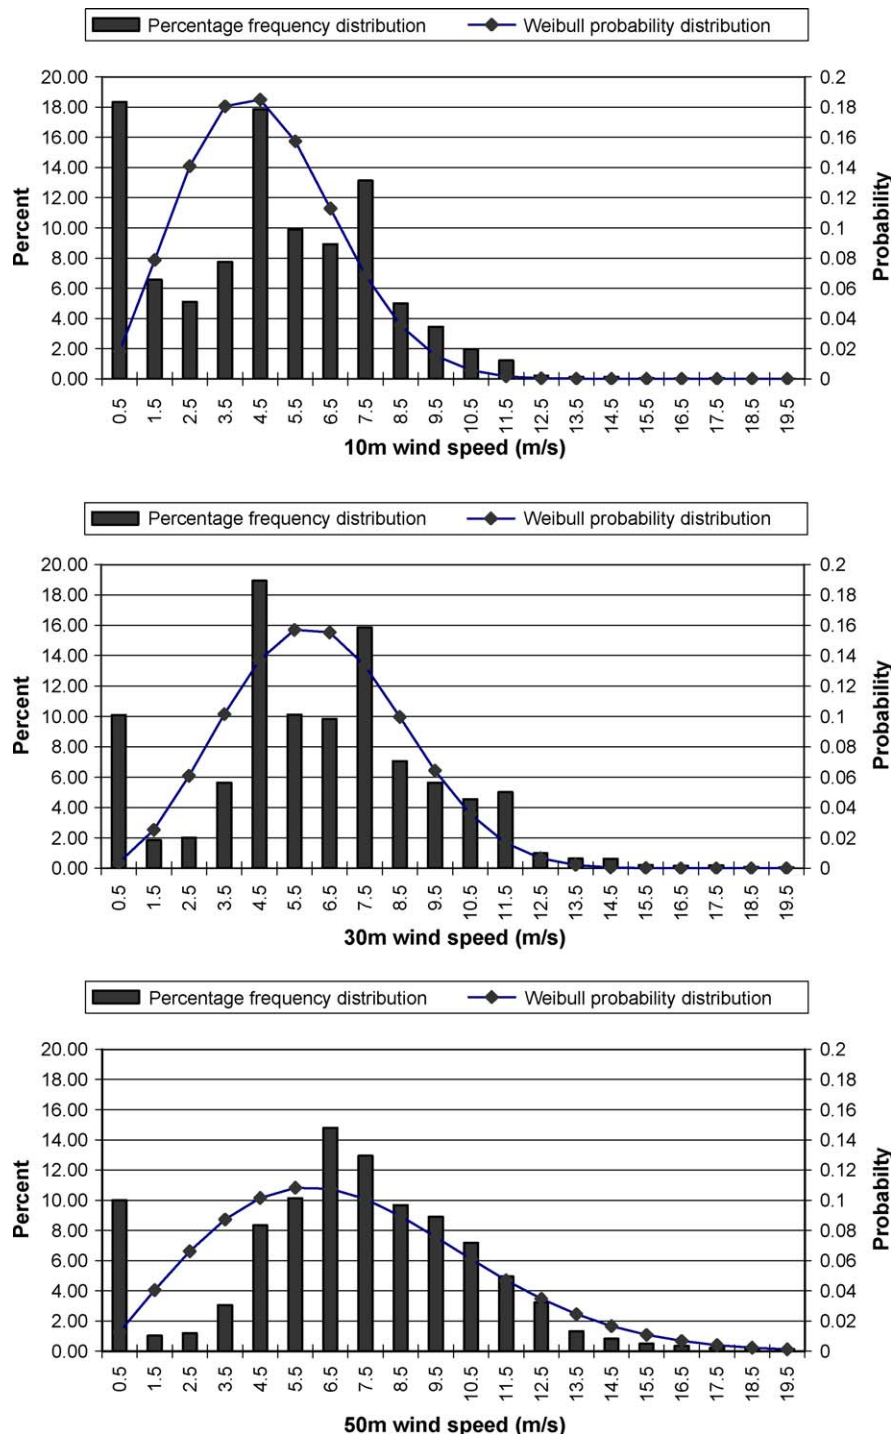 Percentage frequency distribution Weibull probability distribution
20.00 0.2
18.00 0.18
16.00 0.16
14.00 0.14
12.00 0.12
10.00 0.1
8.00 0.08
6.00 0.06
4.00 0.04
2.00 0.02
0.00 0
Percent
Probability
0.5 1.5 2.5 3.5 4.5 5.5 6.5 7.5 8.5 9.5 10.5 11.5 12.5 13.5 14.5 15.5 16.5 17.5 18.5 19.5
10m wind speed (m/s)
Percentage frequency distribution Weibull probability distribution
20.00 0.2
18.00 0.18
16.00 0.16
14.00 0.14
12.00 0.12
10.00 0.1
8.00 0.08
6.00 0.06
4.00 0.04
2.00 0.02
0.00 0
Percent
Probability
0.5 1.5 2.5 3.5 4.5 5.5 6.5 7.5 8.5 9.5 10.5 11.5 12.5 13.5 14.5 15.5 16.5 17.5 18.5 19.5
30m wind speed (m/s)
Percentage frequency distribution Weibull probability distribution
20.00 0.2
18.00 0.18
16.00 0.16
14.00 0.14
12.00 0.12
10.00 0.1
8.00 0.08
6.00 0.06
4.00 0.04
2.00 0.02
0.00 0
Percent
Probabilty
0.5 1.5 2.5 3.5 4.5 5.5 6.5 7.5 8.5 9.5 10.5 11.5 12.5 13.5 14.5 15.5 16.5 17.5 18.5 19.5
50m wind speed (m/s)